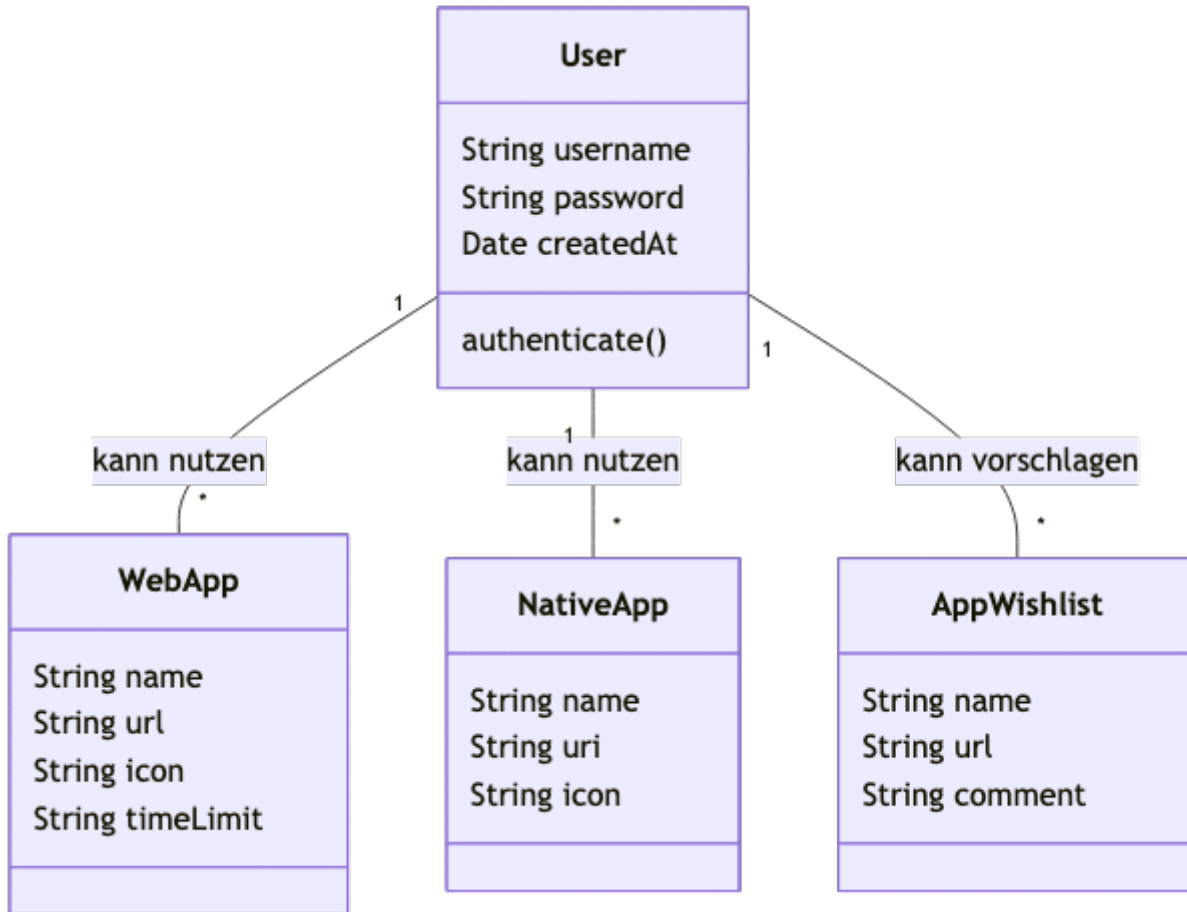 User
String username
String password
Date createdAt
authenticate()
1
1
1
kann nutzen
kann nutzen
kann vorschlagen
*
*
*
WebApp
String name
String url
String icon
String timeLimit
NativeApp
String name
String uri
String icon
AppWishlist
String name
String url
String comment